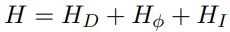 H = H_D + H_ϕ + H_I